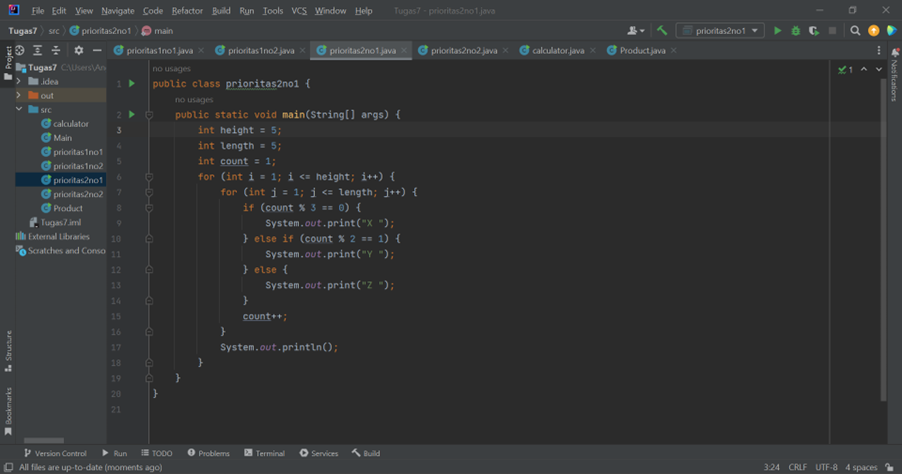 File Edit View Navigate Code Refactor Build Run Tools VCS Window Help Tugas7 - prioritas2no1.java
Tugas7 > src > prioritas2no1 > main prioritas2no1
Project
prioritas1no1.java prioritas1no2.java prioritas2no1.java prioritas2no2.java calculator.java Product.java
Tugas7
.idea
out
src
calculator
Main
prioritas1no1
prioritas1no2
prioritas2no1
prioritas2no2
Product
Tugas7.iml
External Libraries
Scratches and Conso
no usages
1 public class prioritas2no1 {
no usages
2 public static void main(String[] args) {
3 int height = 5;
4 int length = 5;
5 int count = 1;
6 for (int i = 1; i <= height; i++) {
7 for (int j = 1; j <= length; j++) {
8 if (count % 3 == 0) {
9 System.out.print("X ");
10 } else if (count % 2 == 1) {
11 System.out.print("Y ");
12 } else {
13 System.out.print("Z ");
14 }
15 count++;
16 }
17 System.out.println();
18 }
19 }
20 }
21
1
Notifications
Structure
Bookmarks
Version Control Run TODO Problems Terminal Services Build
All files are up-to-date (moments ago) 3:24 CRLF UTF-8 4 spaces